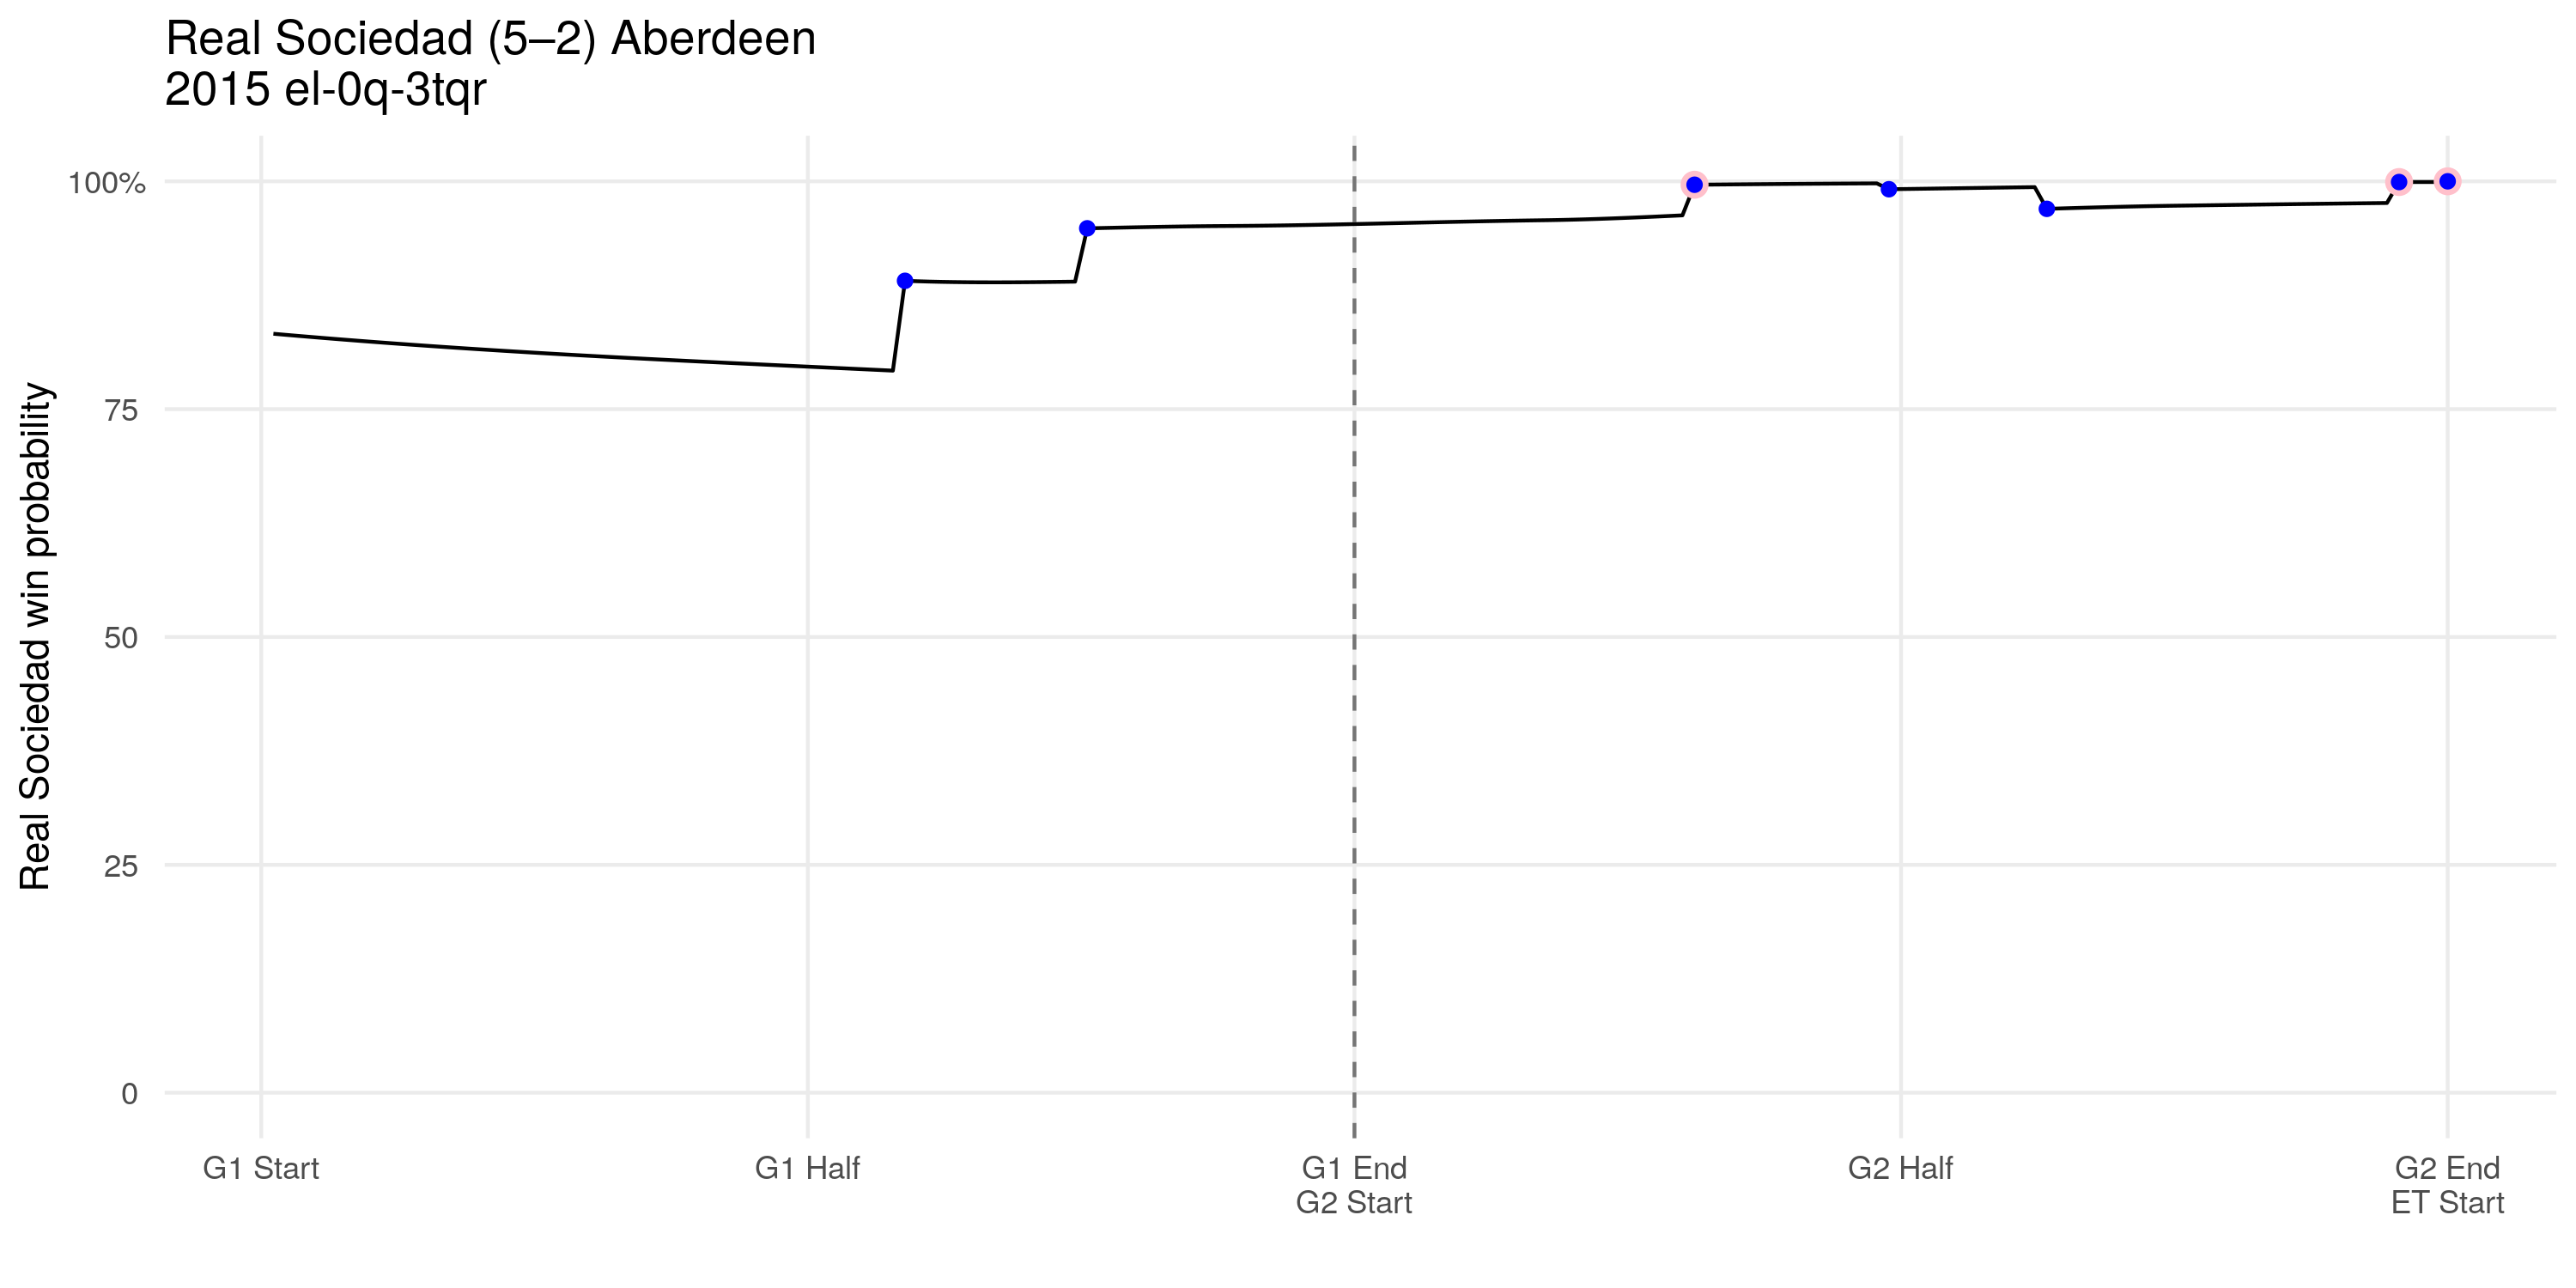 Real Sociedad (5–2) Aberdeen
2015 el-0q-3tqr
Real Sociedad win probability
100%
75
50
25
0
G1 Start
G1 Half
G1 End
G2 Start
G2 Half
G2 End
ET Start